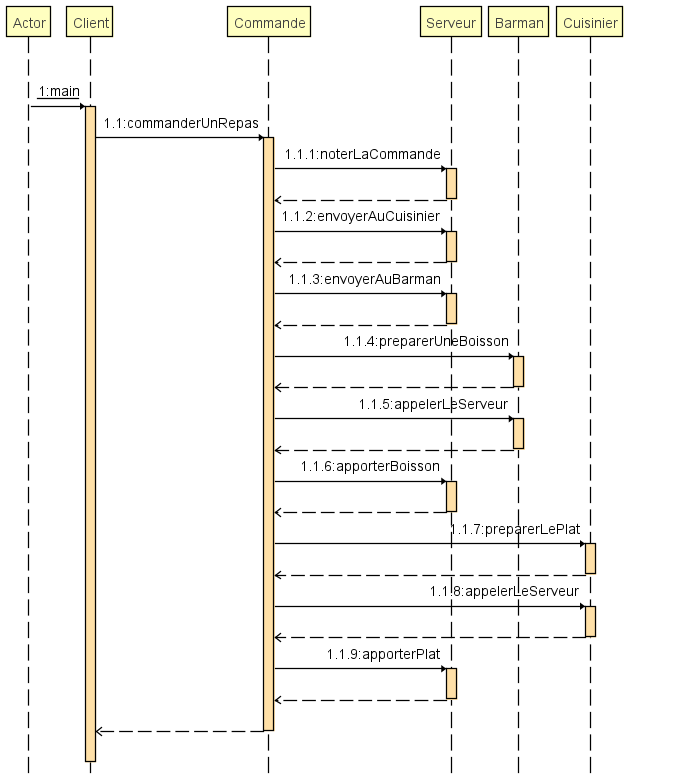 Actor Client Commande Serveur Barman Cuisinier
1:main
1.1:commanderUnRepas
1.1.1:noterLaCommande
1.1.2:envoyerAuCuisinier
1.1.3:envoyerAuBarman
1.1.4:preparerUneBoisson
1.1.5:appelerLeServeur
1.1.6:apporterBoisson
1.1.7:preparerLePlat
1.1.8:appelerLeServeur
1.1.9:apporterPlat